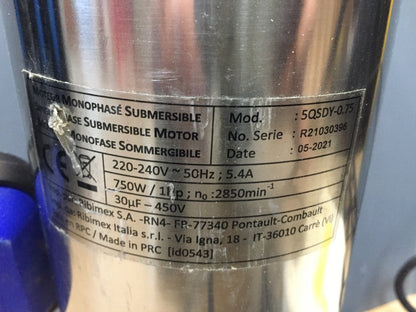 MONOPHASÉ SUBMERSIBLE
PHASE SUBMERSIBLE MOTOR
MONOFASE SOMMERGIBILE
Mod. : 5QSDY-0.75
No. Serie : R21030396
Date : 05-2021
CE
220-240V ~ 50Hz ; 5.4A
750W / 1Hp ; n₀ :2850min⁻¹
30µF – 450V
Ribimex S.A. -RN4- FR-77340 Pontault-Combault
Ribimex Italia s.r.l. - Via Igna, 18 - IT-36010 Carrè (VI)
RPC / Made in PRC [id0543]